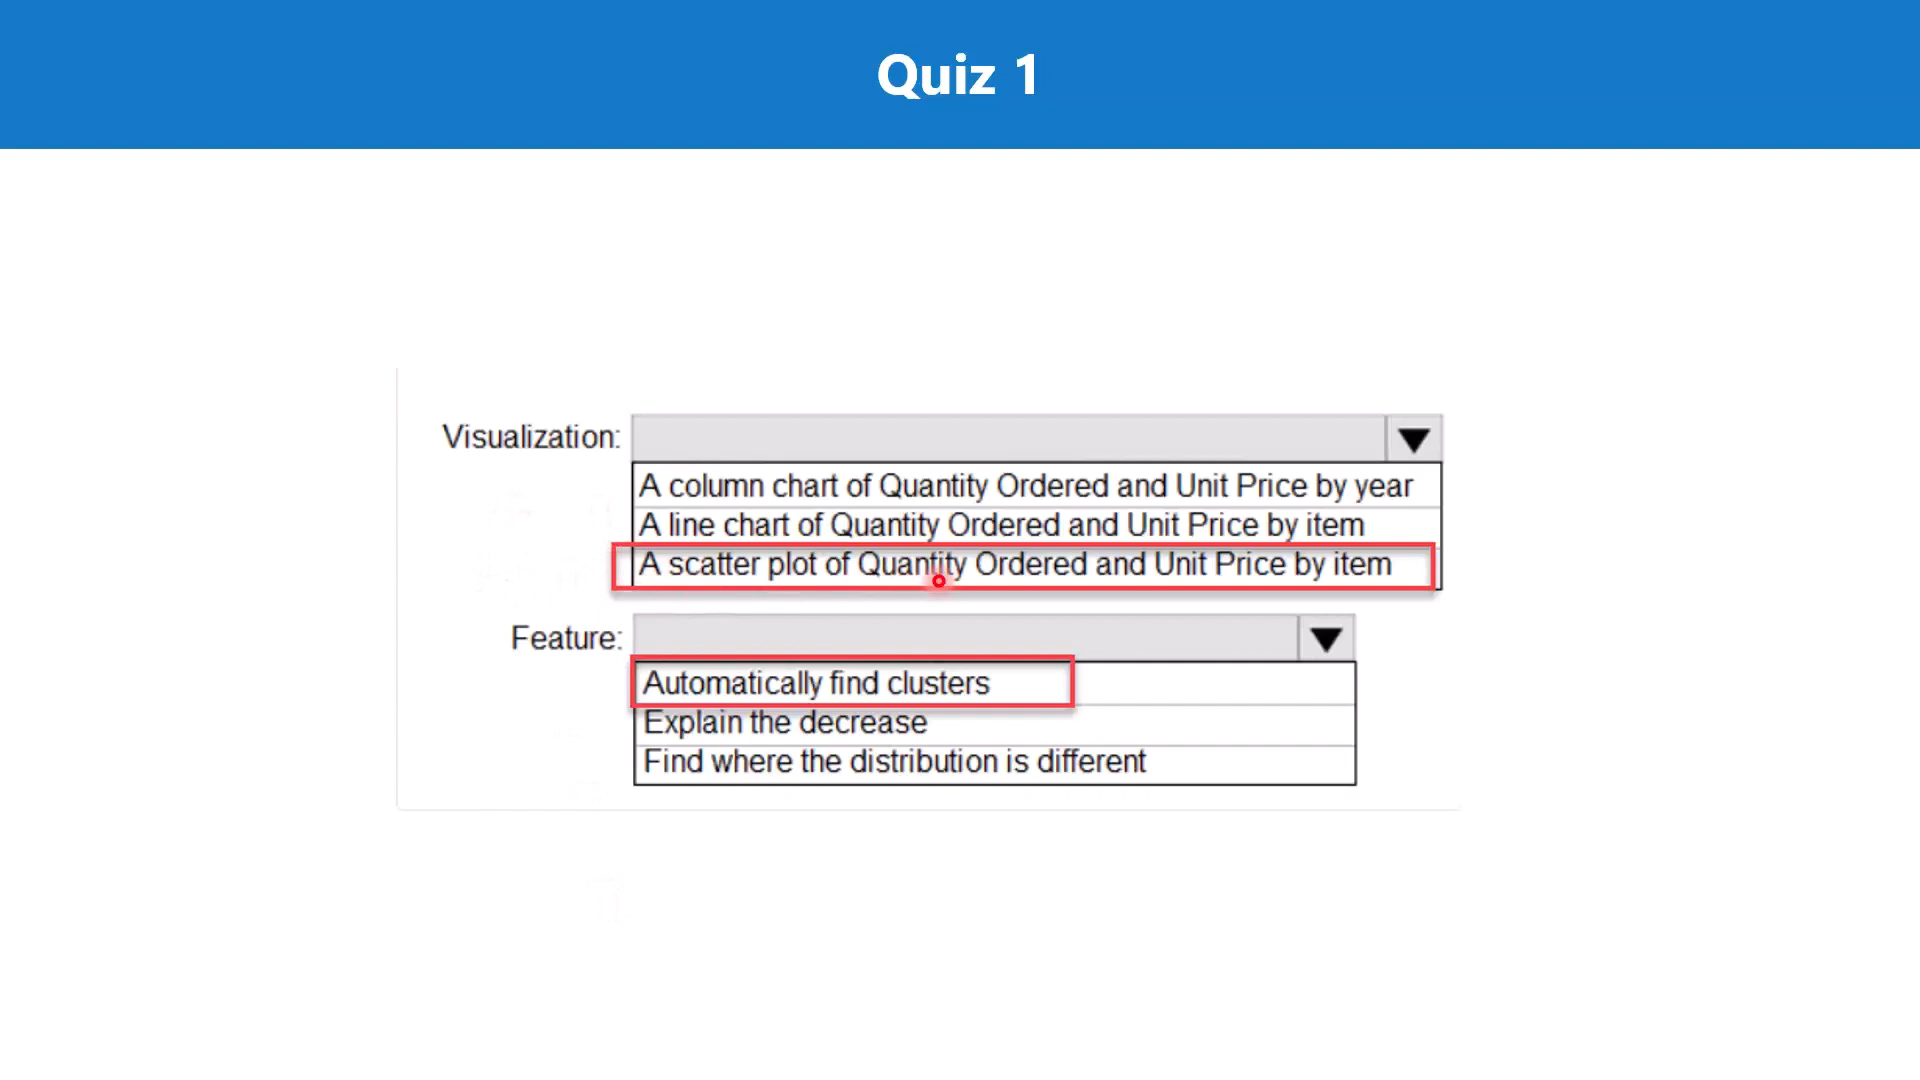 Quiz 1
Visualization:
A column chart of Quantity Ordered and Unit Price by year
A line chart of Quantity Ordered and Unit Price by item
A scatter plot of Quantity Ordered and Unit Price by item
Feature:
Automatically find clusters
Explain the decrease
Find where the distribution is different